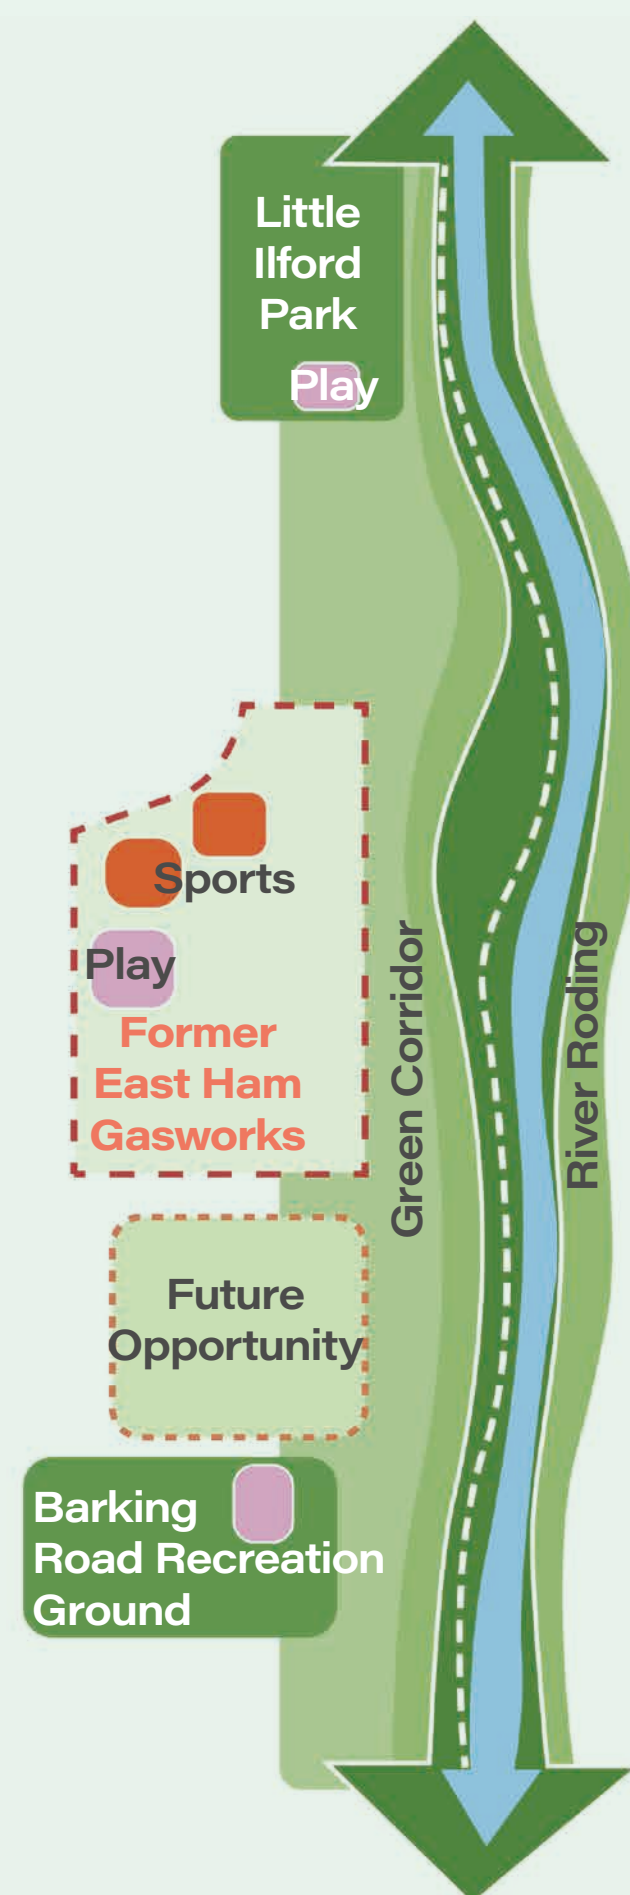 Little
Ilford
Park
Play
Sports
Play
Former
East Ham
Gasworks
Green Corridor
River Roding
Future
Opportunity
Barking
Road Recreation
Ground